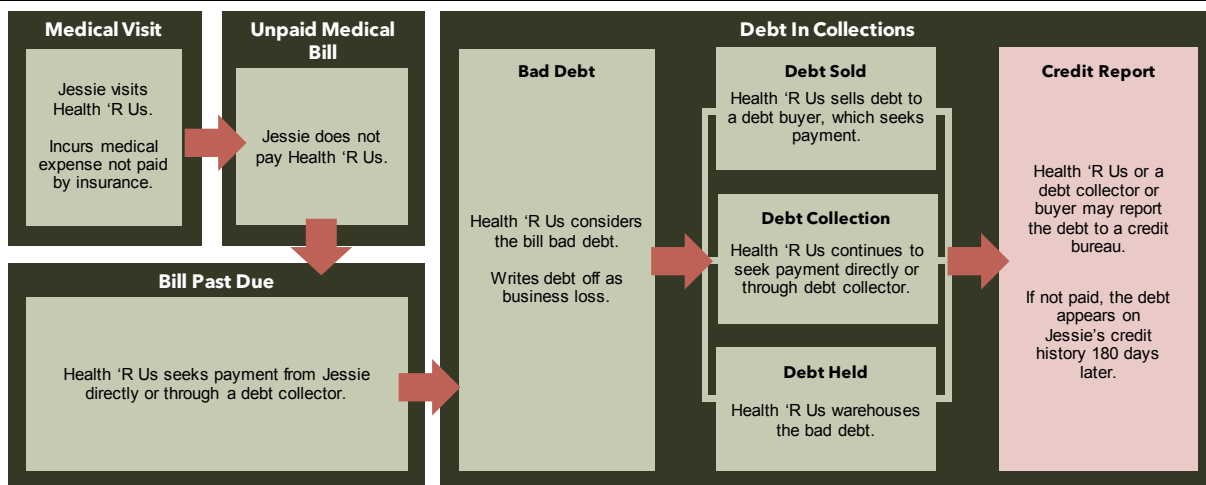 Medical Visit
Jessie visits
Health ‘R Us.
Incurs medical
expense not paid
by insurance.
Unpaid Medical
Bill
Jessie does not
pay Health ‘R Us.
Bill Past Due
Health ‘R Us seeks payment from Jessie
directly or through a debt collector.
Debt In Collections
Bad Debt
Health ‘R Us considers
the bill bad debt.
Writes debt off as
business loss.
Debt Sold
Health ‘R Us sells debt to
a debt buyer, which seeks
payment.
Debt Collection
Health ‘R Us continues to
seek payment directly or
through debt collector.
Debt Held
Health ‘R Us warehouses
the bad debt.
Credit Report
Health ‘R Us or a
debt collector or
buyer may report
the debt to a credit
bureau.
If not paid, the debt
appears on
Jessie’s credit
history 180 days
later.